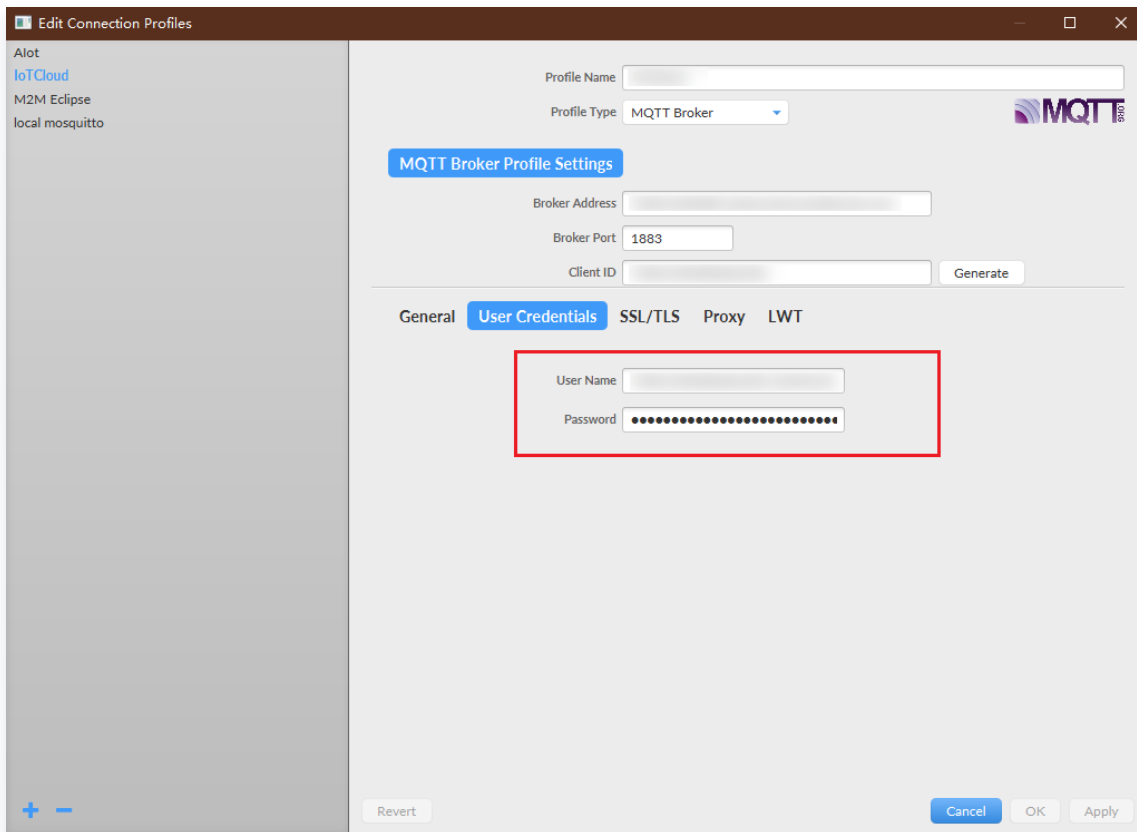 Edit Connection Profiles
AIot
IoTCloud
M2M Eclipse
local mosquitto
Profile Name
Profile Type MQTT Broker
MQTT ORG
MQTT Broker Profile Settings
Broker Address
Broker Port 1883
Client ID Generate
General User Credentials SSL/TLS Proxy LWT
User Name
Password ●●●●●●●●●●●●●●●●●●●●●●●●●●
Revert Cancel OK Apply